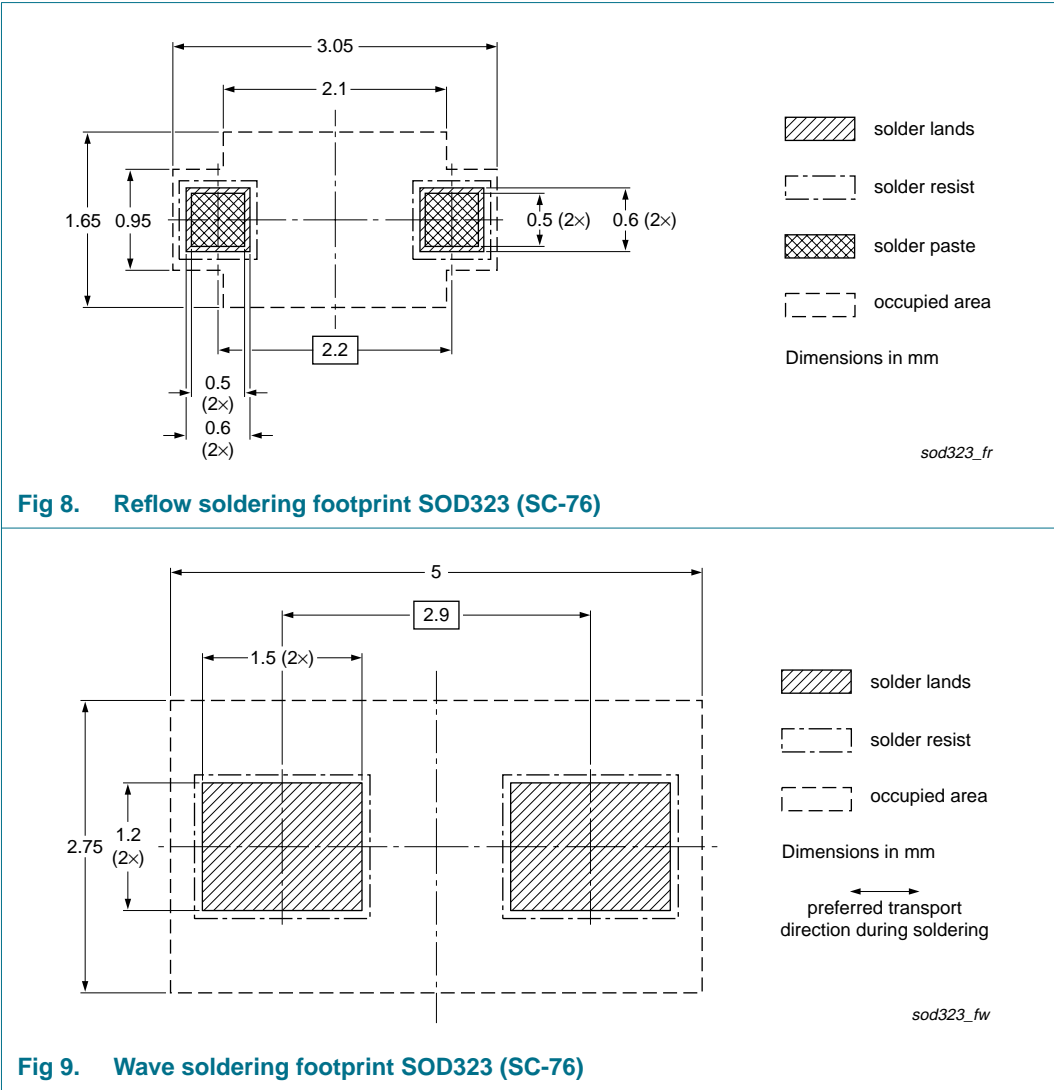 3.05
2.1
solder lands
solder resist
1.65 0.95
0.5 (2×) 0.6 (2×)
solder paste
occupied area
2.2
Dimensions in mm
0.5
(2×)
0.6
(2×)
sod323_fr
Fig 8. Reflow soldering footprint SOD323 (SC-76)
5
2.9
1.5 (2×)
solder lands
solder resist
occupied area
2.75 1.2
(2×)
Dimensions in mm
preferred transport
direction during soldering
sod323_fw
Fig 9. Wave soldering footprint SOD323 (SC-76)